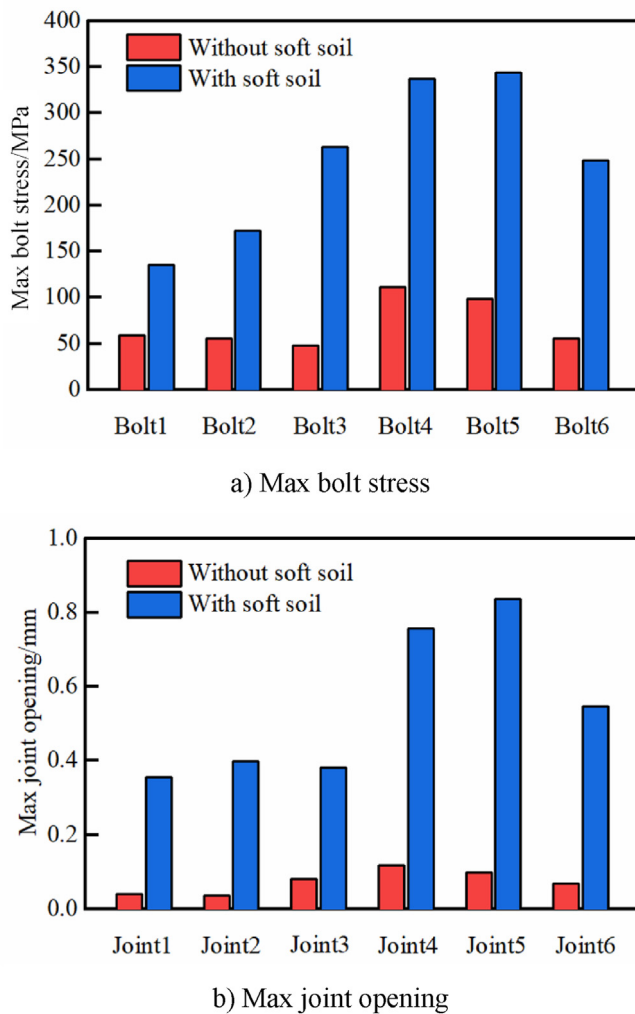 400
350
300
250
200
150
100
50
0
Max bolt stress/MPa
Without soft soil
With soft soil
Bolt1 Bolt2 Bolt3 Bolt4 Bolt5 Bolt6
a) Max bolt stress
1.0
0.8
0.6
0.4
0.2
0.0
Max joint opening/mm
Without soft soil
With soft soil
Joint1 Joint2 Joint3 Joint4 Joint5 Joint6
b) Max joint opening